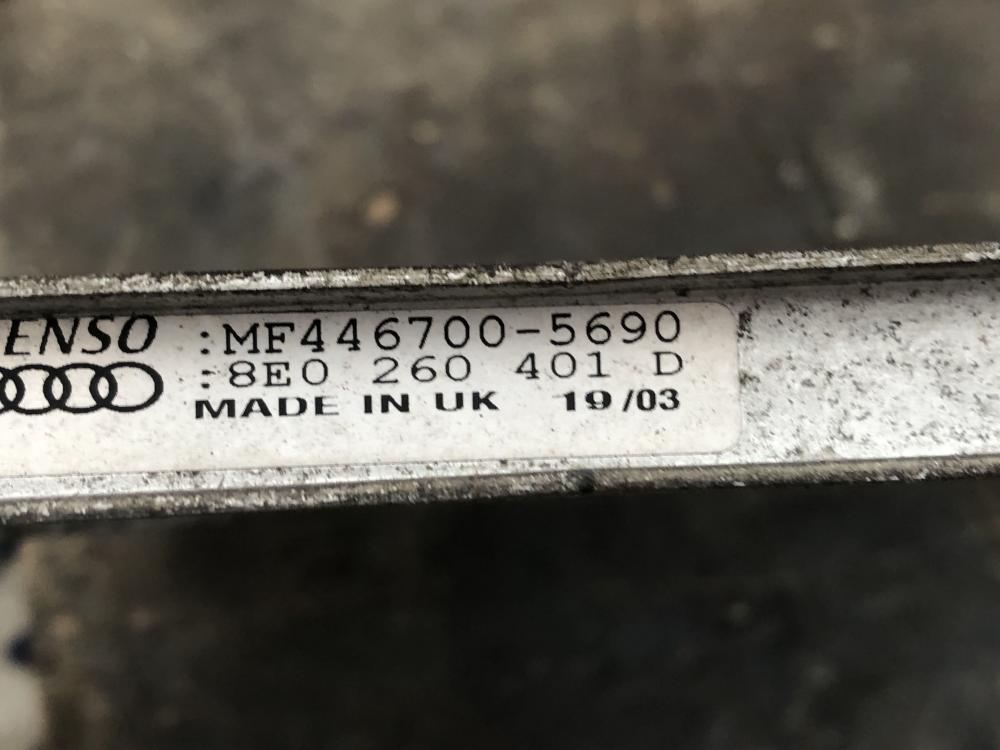 ENSO :MF446700-5690
:8E0 260 401 D
MADE IN UK 19/03